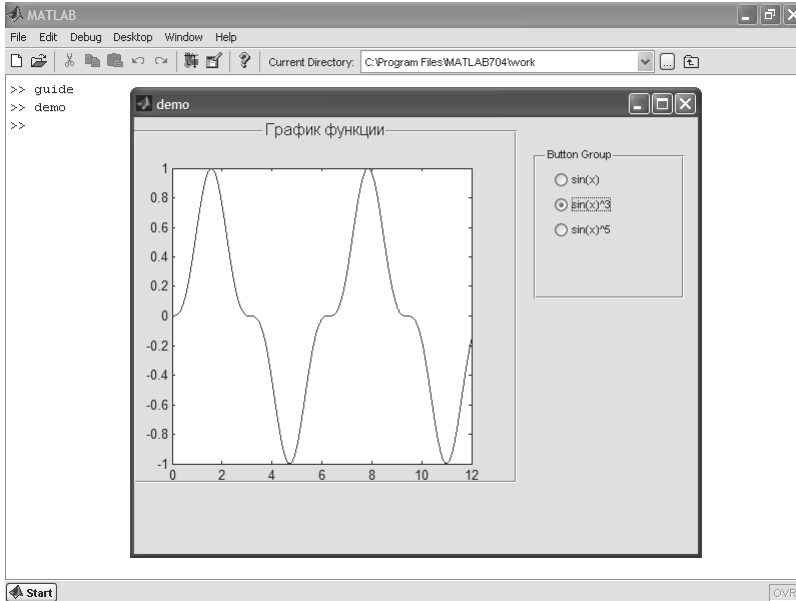 MATLAB
File Edit Debug Desktop Window Help
Current Directory: C:\Program Files\MATLAB704\work
>> guide
>> demo
>>
demo
График функции
Button Group
sin(x)
sin(x)^3
sin(x)^5
1
0.8
0.6
0.4
0.2
0
-0.2
-0.4
-0.6
-0.8
-1
0 2 4 6 8 10 12
Start
OVR